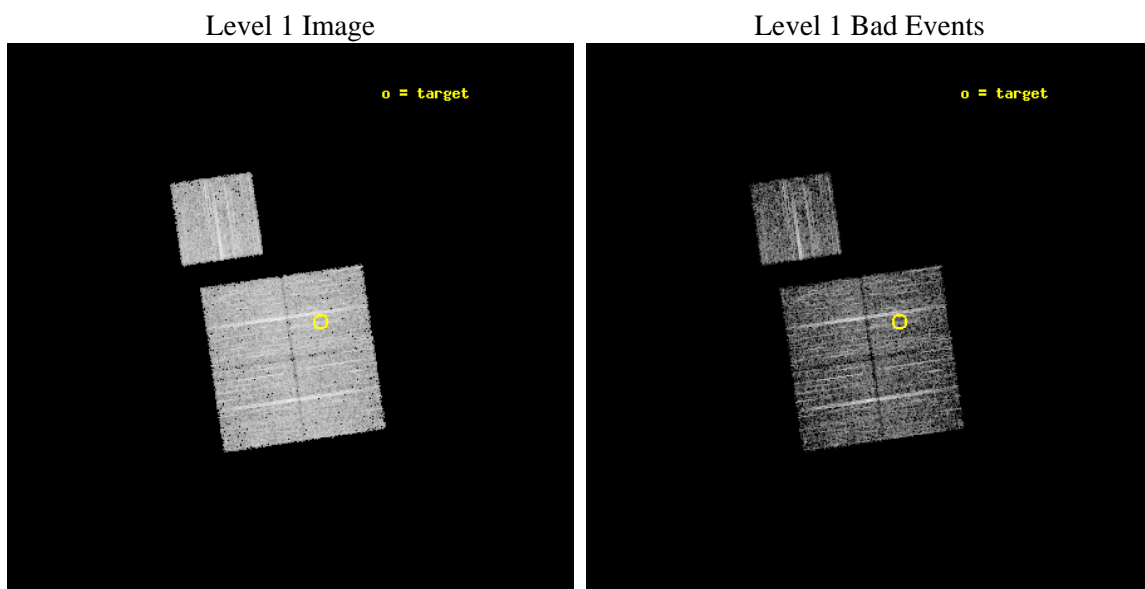 Level 1 Image
Level 1 Bad Events
o = target
o = target